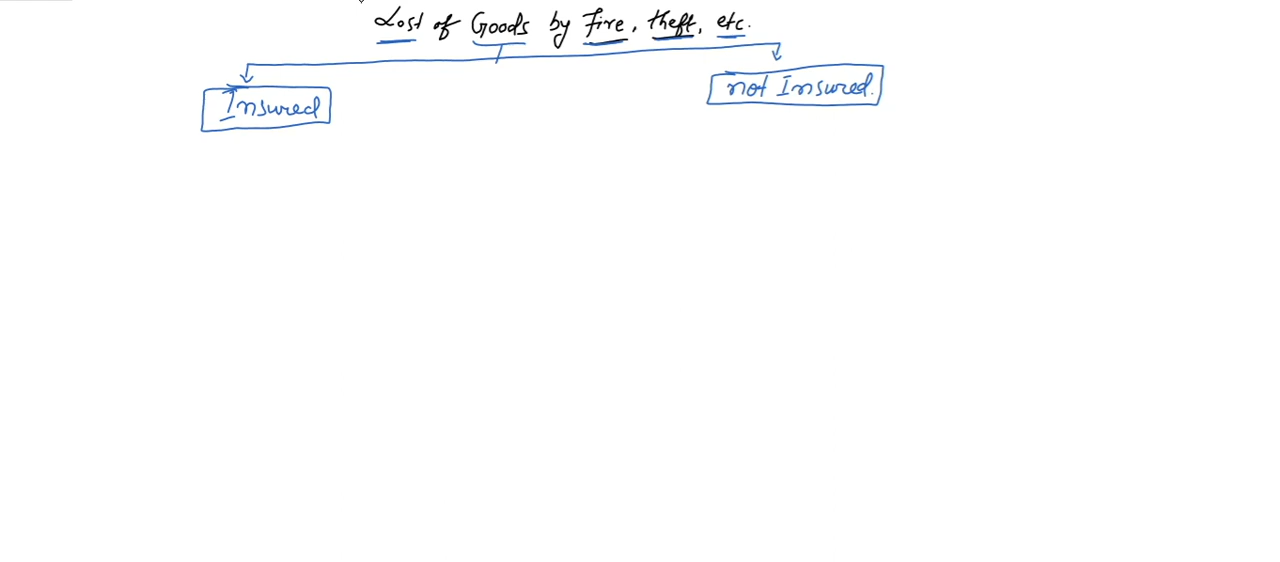 Lost of Goods by Fire, theft, etc.
Insured
not Insured.